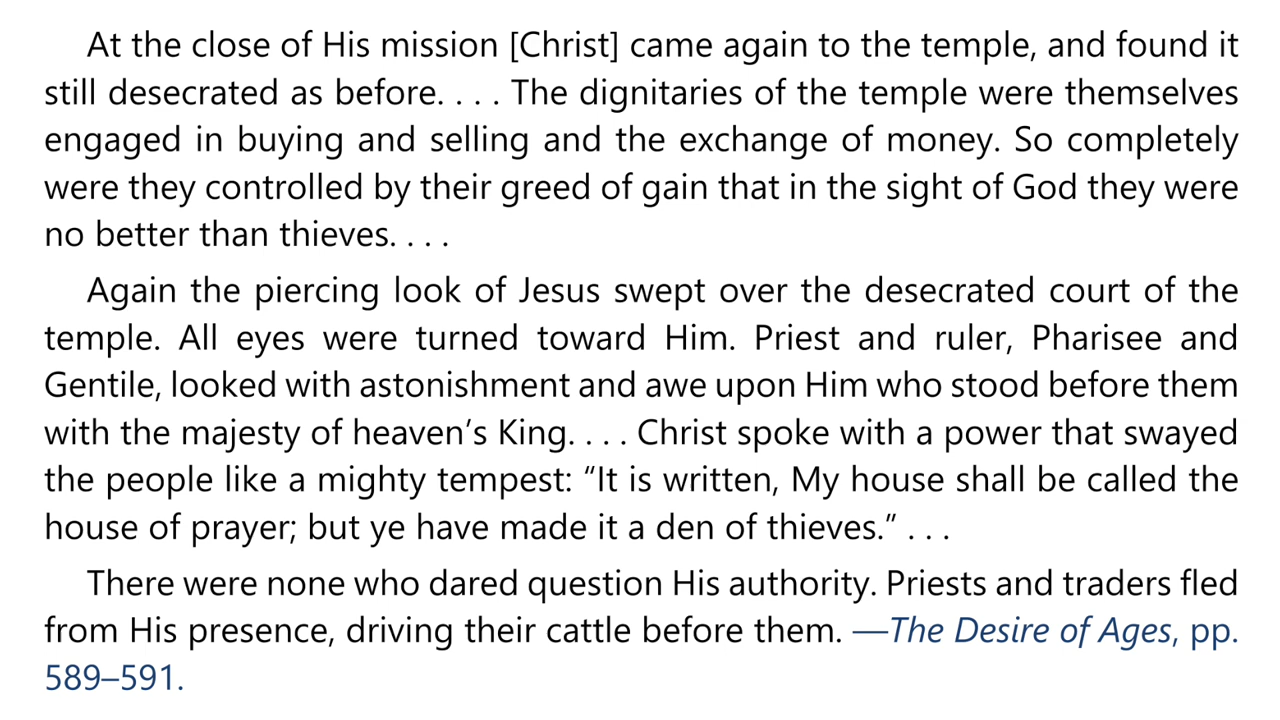 At the close of His mission [Christ] came again to the temple, and found it
still desecrated as before. . . . The dignitaries of the temple were themselves
engaged in buying and selling and the exchange of money. So completely
were they controlled by their greed of gain that in the sight of God they were
no better than thieves. . . .
Again the piercing look of Jesus swept over the desecrated court of the
temple. All eyes were turned toward Him. Priest and ruler, Pharisee and
Gentile, looked with astonishment and awe upon Him who stood before them
with the majesty of heaven’s King. . . . Christ spoke with a power that swayed
the people like a mighty tempest: “It is written, My house shall be called the
house of prayer; but ye have made it a den of thieves.” . . .
There were none who dared question His authority. Priests and traders fled
from His presence, driving their cattle before them. —The Desire of Ages, pp.
589–591.